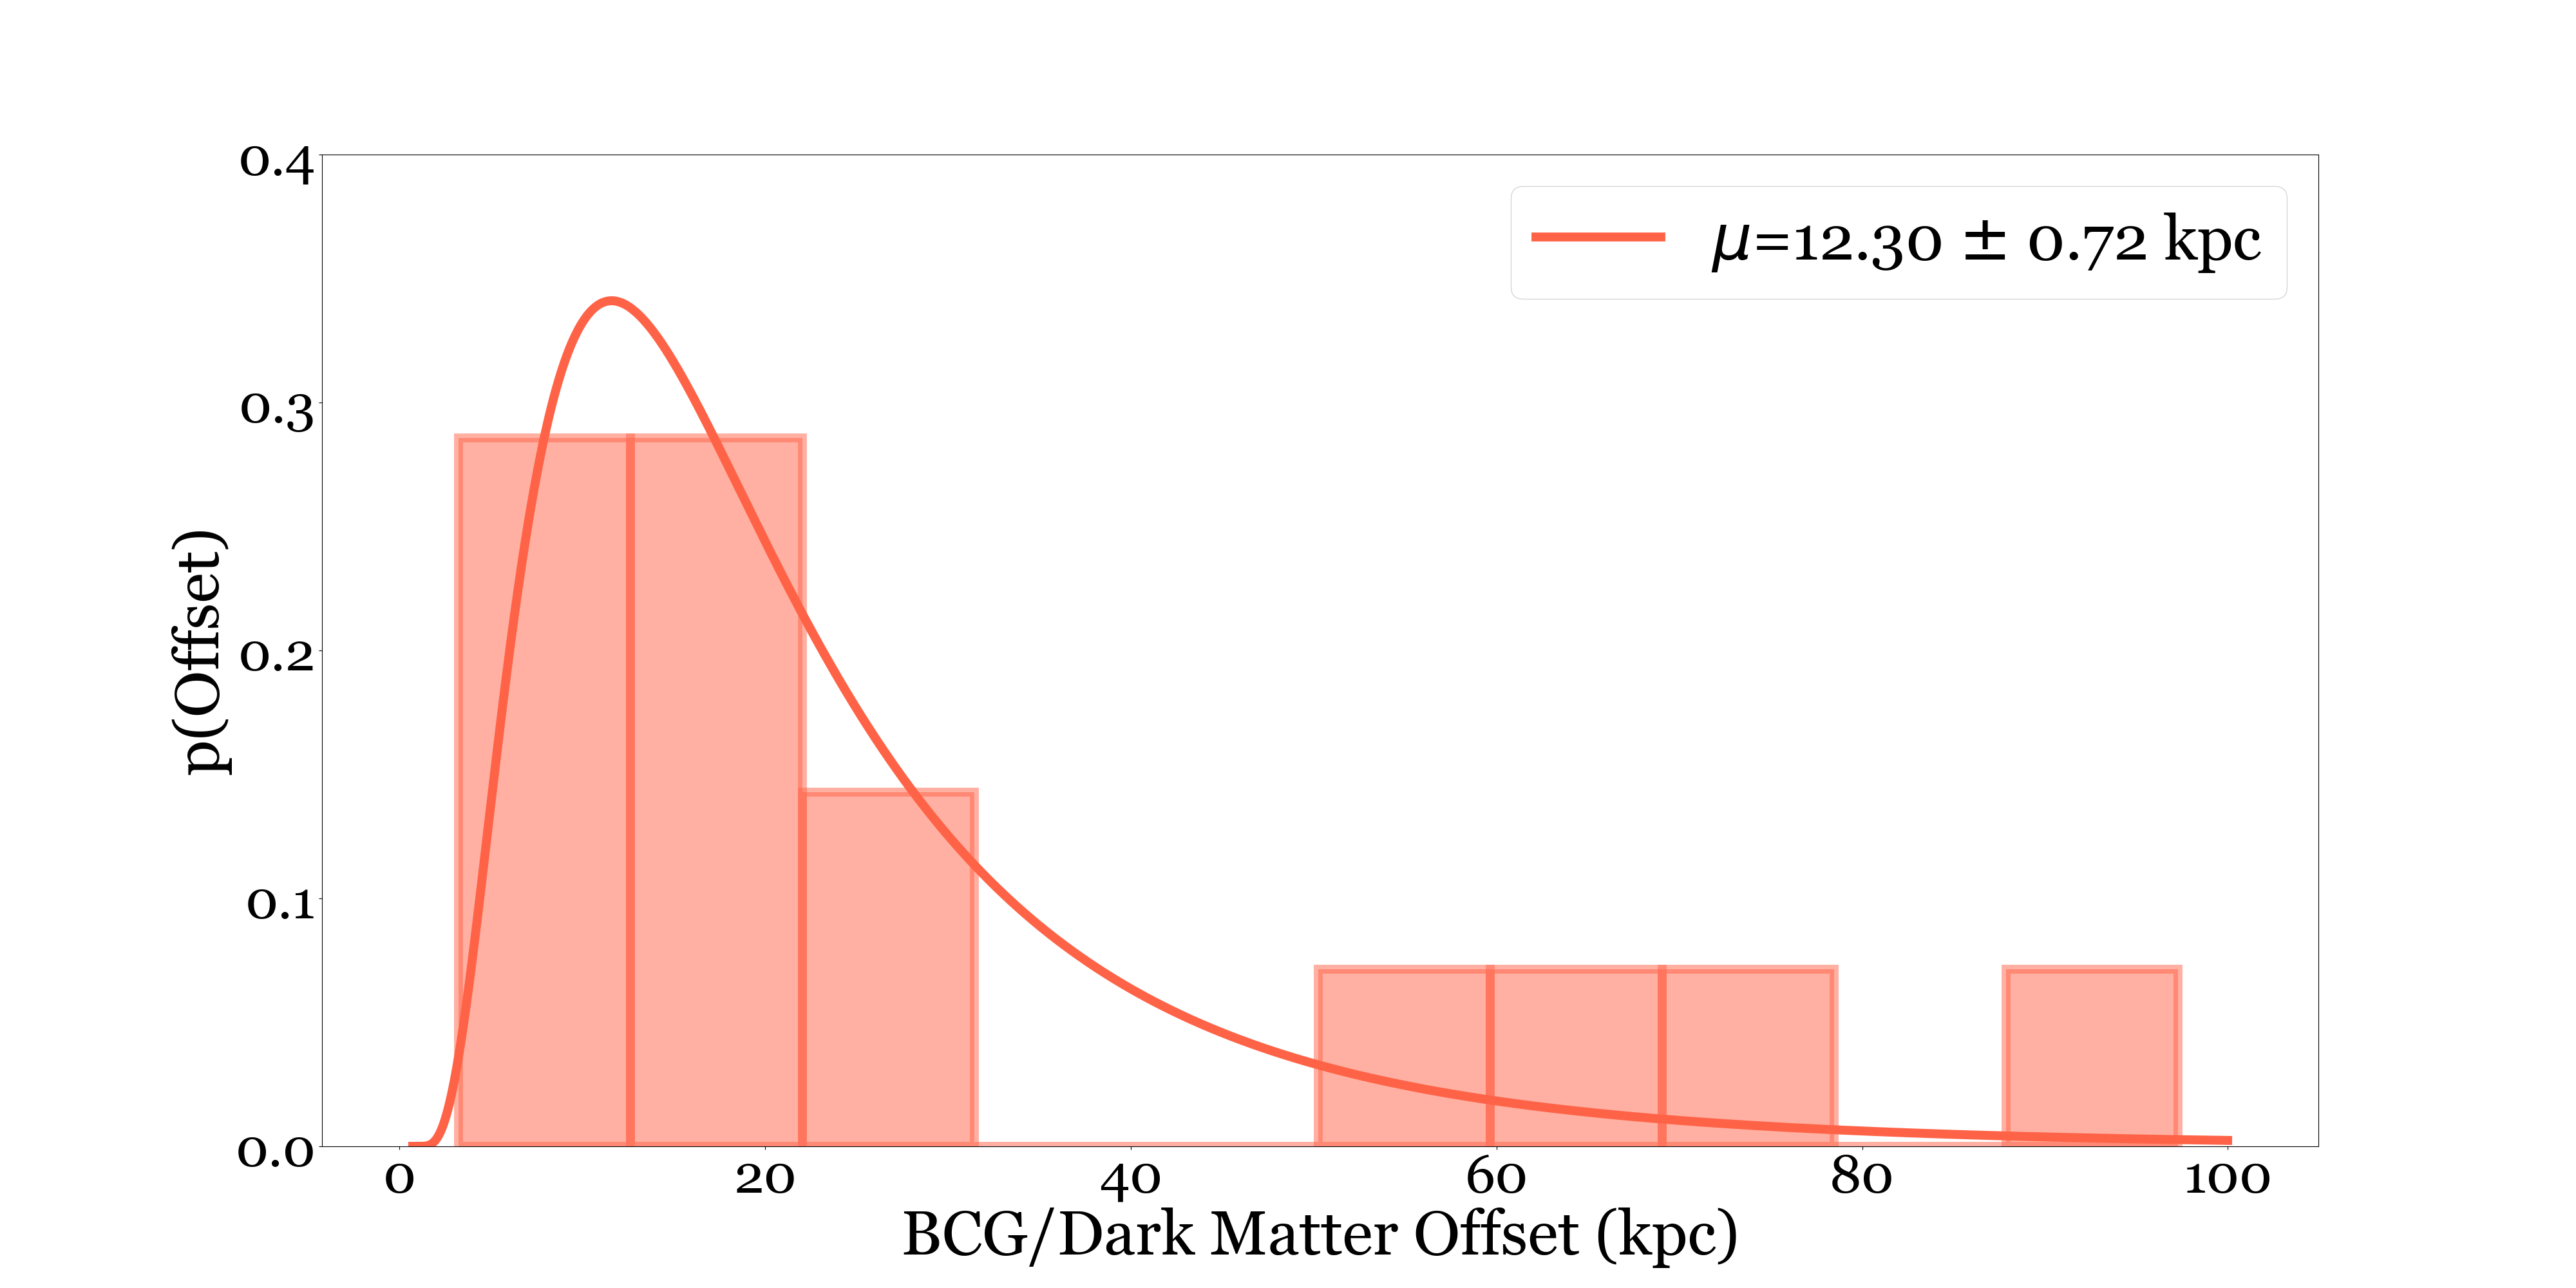 0.4
μ=12.30 ± 0.72 kpc
0.3
0.2
0.1
0.0
p(Offset)
0 20 40 60 80 100
BCG/Dark Matter Offset (kpc)